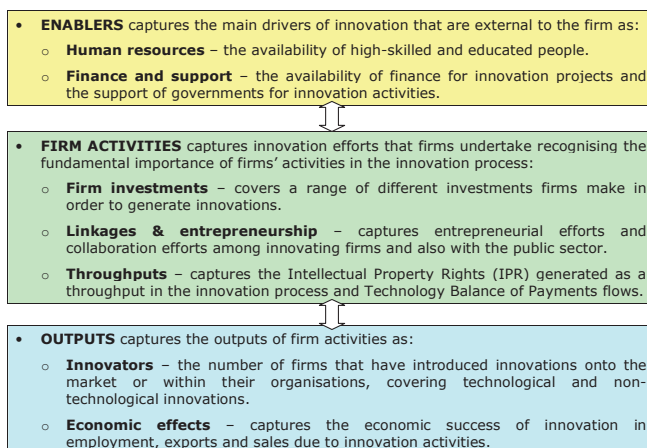 • ENABLERS captures the main drivers of innovation that are external to the firm as:
o Human resources – the availability of high-skilled and educated people.
o Finance and support – the availability of finance for innovation projects and
the support of governments for innovation activities.
• FIRM ACTIVITIES captures innovation efforts that firms undertake recognising the
fundamental importance of firms' activities in the innovation process:
o Firm investments – covers a range of different investments firms make in
order to generate innovations.
o Linkages & entrepreneurship – captures entrepreneurial efforts and
collaboration efforts among innovating firms and also with the public sector.
o Throughputs – captures the Intellectual Property Rights (IPR) generated as a
throughput in the innovation process and Technology Balance of Payments flows.
• OUTPUTS captures the outputs of firm activities as:
o Innovators – the number of firms that have introduced innovations onto the
market or within their organisations, covering technological and non-
technological innovations.
o Economic effects – captures the economic success of innovation in
employment, exports and sales due to innovation activities.